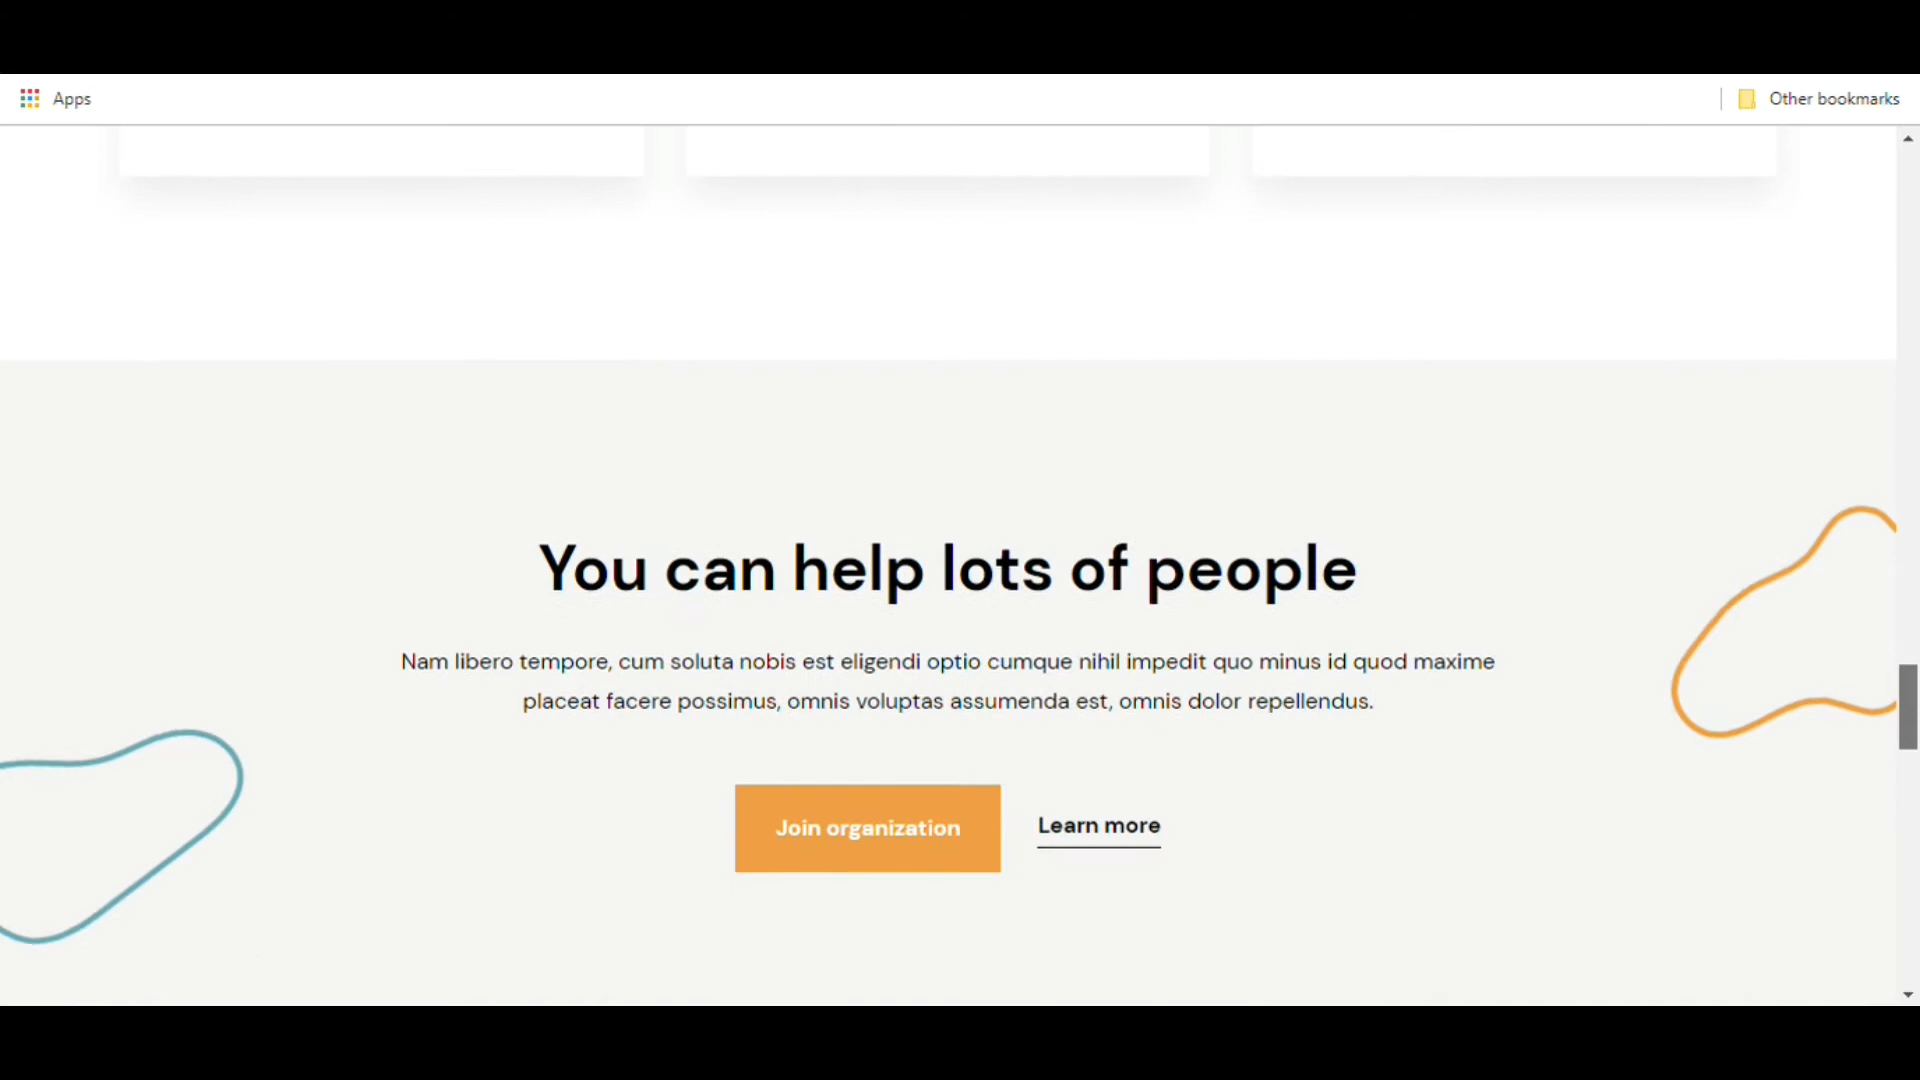 Apps
Other bookmarks
You can help lots of people
Nam libero tempore, cum soluta nobis est eligendi optio cumque nihil impedit quo minus id quod maxime
placeat facere possimus, omnis voluptas assumenda est, omnis dolor repellendus.
Join organization
Learn more